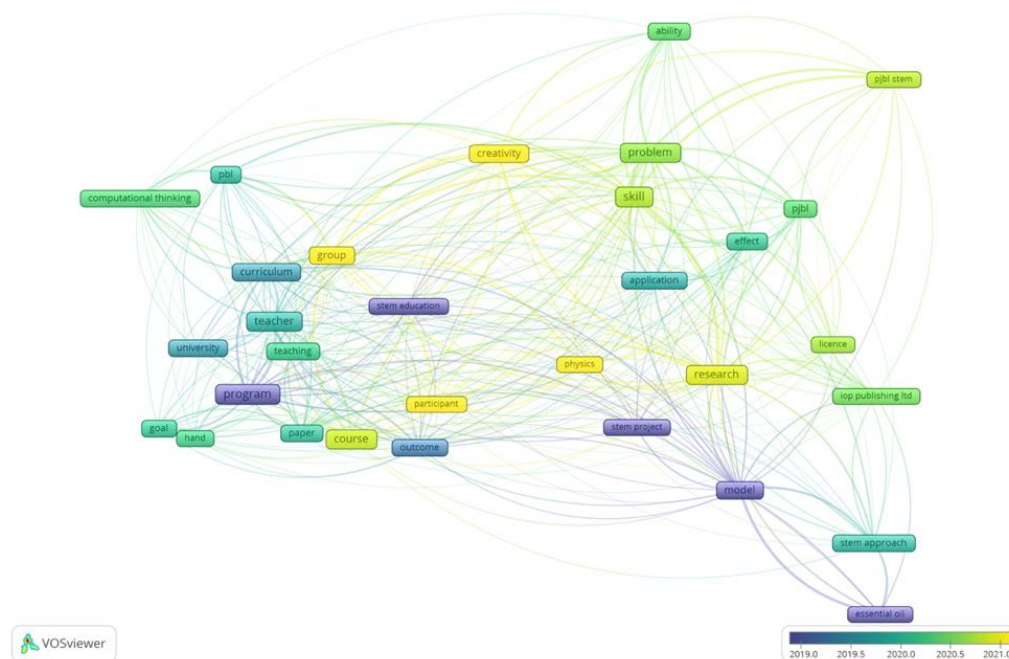 ability
pjbl stem
creativity
problem
pbl
computational thinking
skill
pjbl
effect
group
curriculum
application
stem education
teacher
university
teaching
licence
physics
research
program
participant
iop publishing ltd
goal
hand
paper
course
outcome
stem project
model
stem approach
essential oil
VOSviewer
2019.0 2019.5 2020.0 2020.5 2021.0